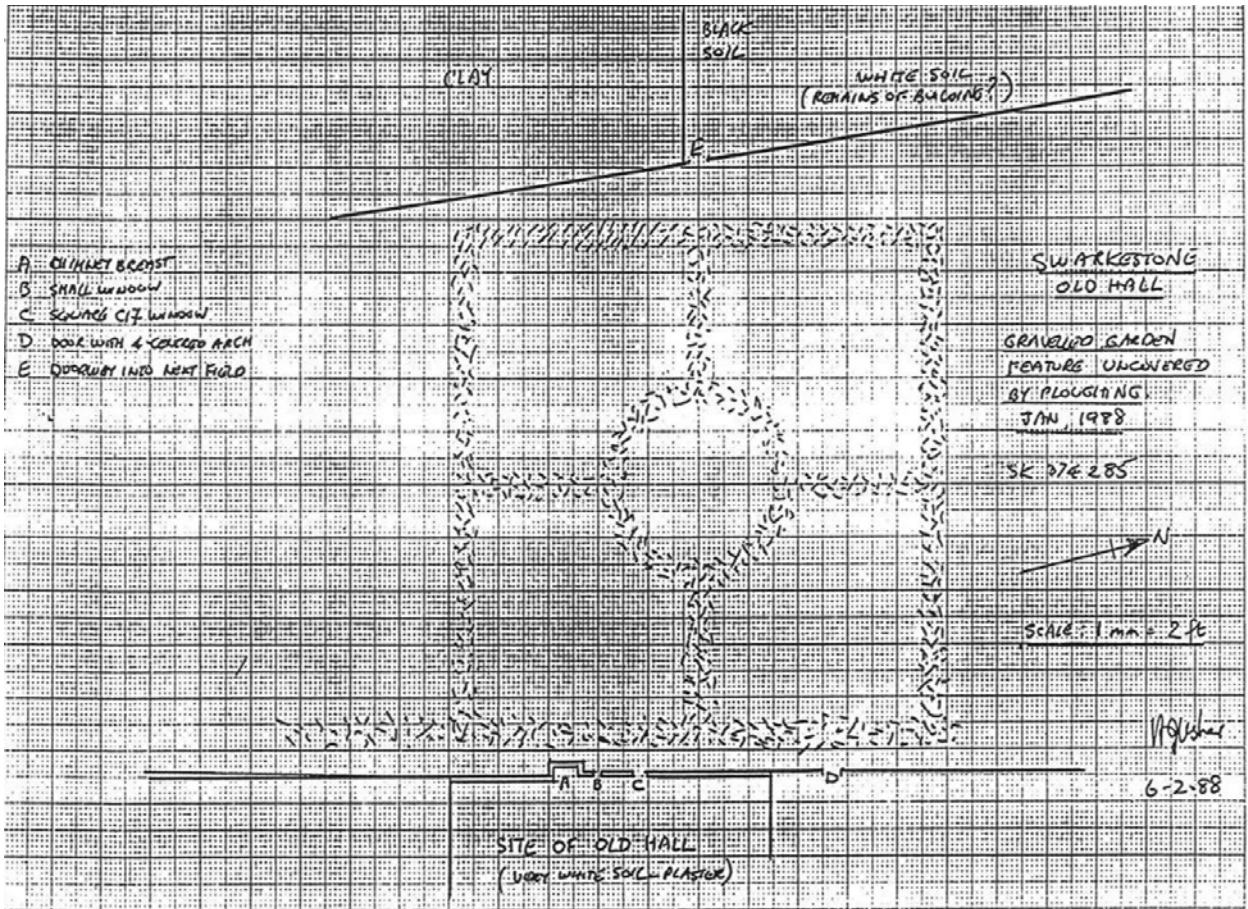 BLACK
SOIL
CLAY
WHITE SOIL
(REMAINS OF BUILDING?)
E
A CHIMNEY BREAST
B SMALL WINDOW
C SQUARE C17 WINDOW
D DOOR WITH 4-CENTRED ARCH
E DOORWAY INTO NEXT FIELD
SWARKESTONE
OLD HALL
GRAVELLED GARDEN
FEATURE UNCOVERED
BY PLOUGHING
JAN, 1988
SK 374 285
N
SCALE: 1 mm = 2 ft
6-2-88
A B C D
SITE OF OLD HALL
(VERY WHITE SOIL - PLASTER)